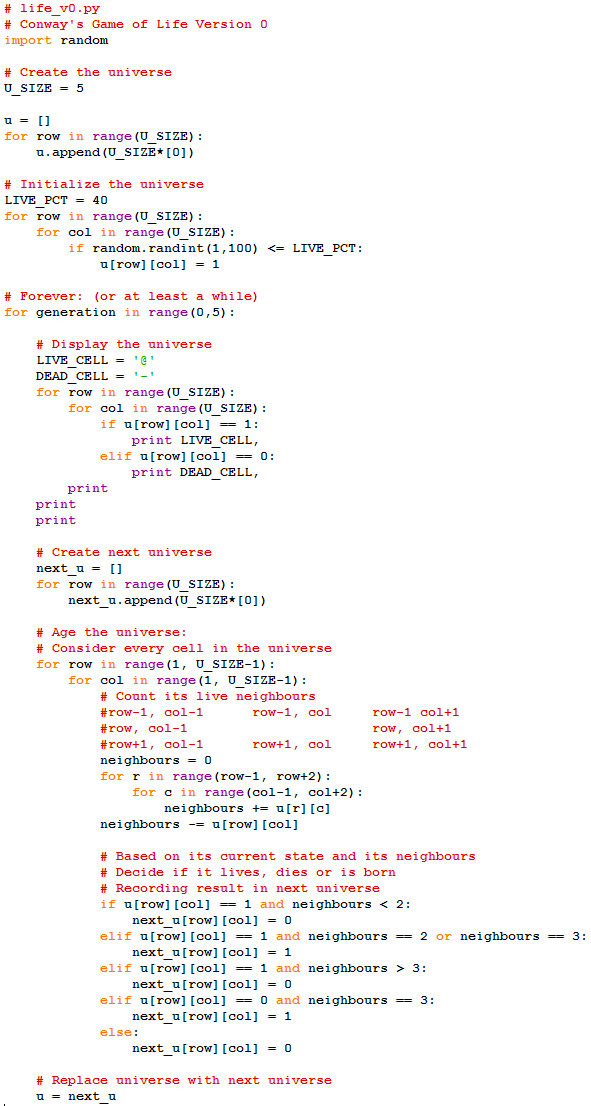 # life_v0.py
# Conway's Game of Life Version 0
import random

# Create the universe
U_SIZE = 5

u = []
for row in range(U_SIZE):
    u.append(U_SIZE*[0])

# Initialize the universe
LIVE_PCT = 40
for row in range(U_SIZE):
    for col in range(U_SIZE):
        if random.randint(1,100) <= LIVE_PCT:
            u[row][col] = 1

# Forever: (or at least a while)
for generation in range(0,5):

    # Display the universe
    LIVE_CELL = '@'
    DEAD_CELL = '-'
    for row in range(U_SIZE):
        for col in range(U_SIZE):
            if u[row][col] == 1:
                print LIVE_CELL,
            elif u[row][col] == 0:
                print DEAD_CELL,
        print
    print
    print

    # Create next universe
    next_u = []
    for row in range(U_SIZE):
        next_u.append(U_SIZE*[0])

    # Age the universe:
    # Consider every cell in the universe
    for row in range(1, U_SIZE-1):
        for col in range(1, U_SIZE-1):
            # Count its live neighbours
            #row-1, col-1      row-1, col     row-1 col+1
            #row, col-1                       row, col+1
            #row+1, col-1      row+1, col     row+1, col+1
            neighbours = 0
            for r in range(row-1, row+2):
                for c in range(col-1, col+2):
                    neighbours += u[r][c]
            neighbours -= u[row][col]

            # Based on its current state and its neighbours
            # Decide if it lives, dies or is born
            # Recording result in next universe
            if u[row][col] == 1 and neighbours < 2:
                next_u[row][col] = 0
            elif u[row][col] == 1 and neighbours == 2 or neighbours == 3:
                next_u[row][col] = 1
            elif u[row][col] == 1 and neighbours > 3:
                next_u[row][col] = 0
            elif u[row][col] == 0 and neighbours == 3:
                next_u[row][col] = 1
            else:
                next_u[row][col] = 0

    # Replace universe with next universe
    u = next_u